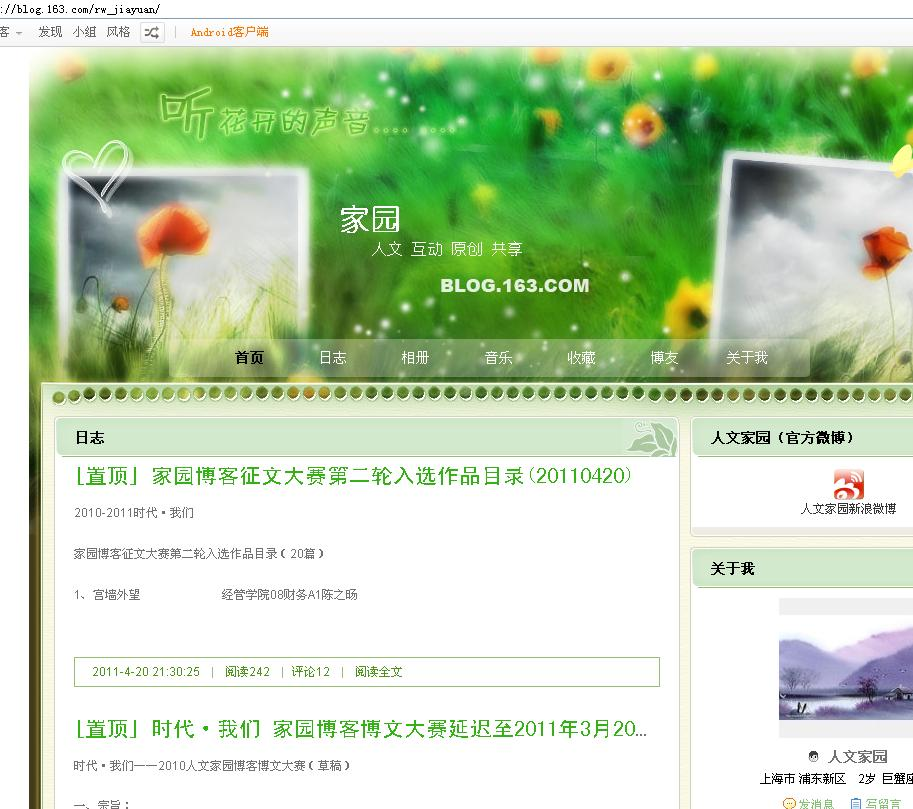 ://blog.163.com/rw_jiayuan/
客 发现 小组 风格 | Android客户端
听花开的声音.... ... ...
家园
人文 互动 原创 共享
BLOG.163.COM
首页 日志 相册 音乐 收藏 博友 关于我
日志
[置顶] 家园博客征文大赛第二轮入选作品目录(20110420)
2010-2011时代·我们
家园博客征文大赛第二轮入选作品目录（20篇）
1、宫墙外望 经管学院08财务A1陈之旸
2011-4-20 21:30:25 | 阅读242 | 评论12 | 阅读全文
[置顶] 时代·我们 家园博客博文大赛延迟至2011年3月20...
时代·我们——2010人文家园博客博文大赛（草稿）
一、宗旨：
人文家园（官方微博）
人文家园新浪微博
关于我
人文家园
上海市 浦东新区 2岁 巨蟹座
发消息 写留言